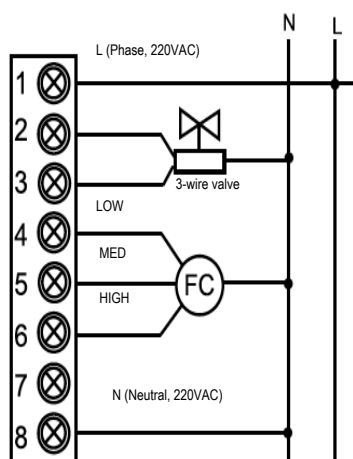 N L
L (Phase, 220VAC)
1
2
3
3-wire valve
LOW
4
MED
5
FC
HIGH
6
7
N (Neutral, 220VAC)
8